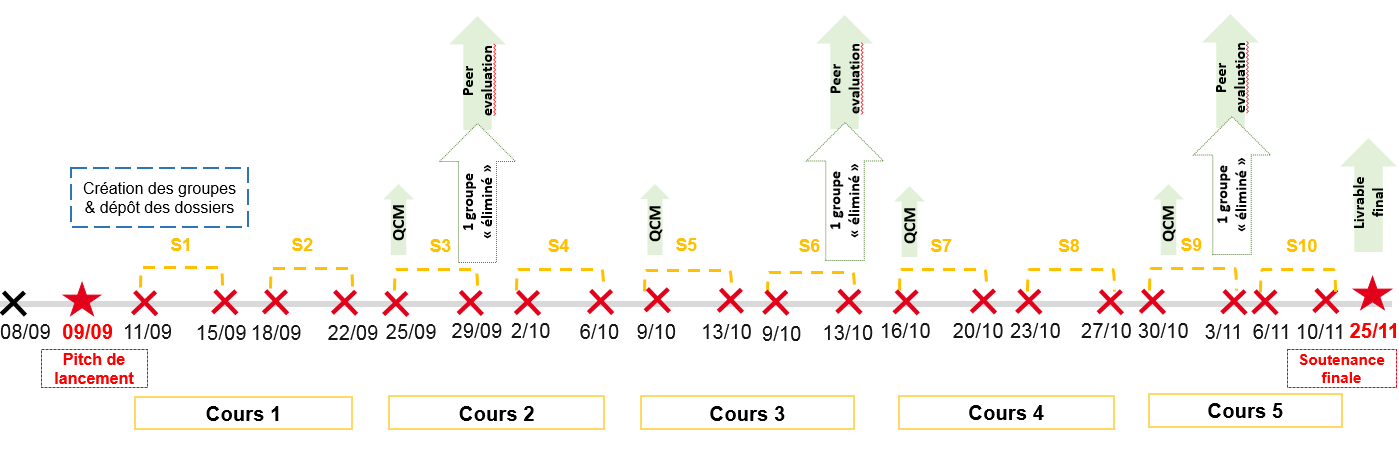 Peer
evaluation
Peer
evaluation
Peer
evaluation
1 groupe
« éliminé »
1 groupe
« éliminé »
1 groupe
« éliminé »
Livrable
final
Création des groupes
& dépôt des dossiers
QCM
QCM
QCM
QCM
S1
S2
S3
S4
S5
S6
S7
S8
S9
S10
08/09
09/09
11/09
15/09
18/09
22/09
25/09
29/09
2/10
6/10
9/10
13/10
9/10
13/10
16/10
20/10
23/10
27/10
30/10
3/11
6/11
10/11
25/11
Pitch de
lancement
Soutenance
finale
Cours 1
Cours 2
Cours 3
Cours 4
Cours 5